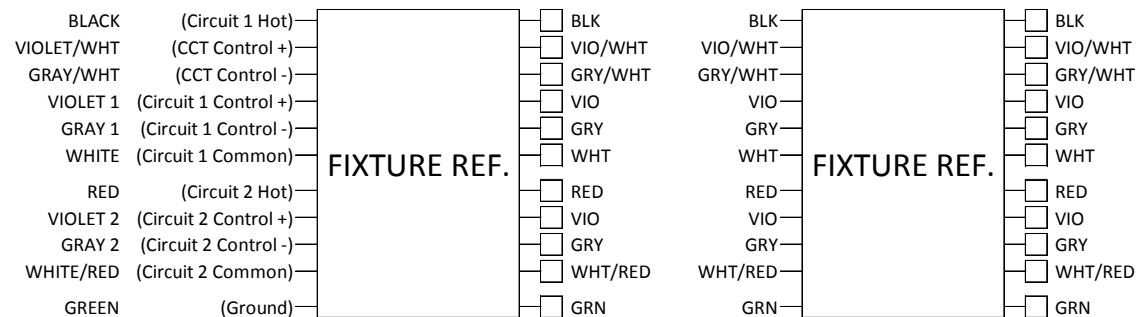 BLACK (Circuit 1 Hot) BLK BLK BLK
VIOLET/WHT (CCT Control +) VIO/WHT VIO/WHT VIO/WHT
GRAY/WHT (CCT Control -) GRY/WHT GRY/WHT GRY/WHT
VIOLET 1 (Circuit 1 Control +) VIO VIO VIO
GRAY 1 (Circuit 1 Control -) GRY GRY GRY
WHITE (Circuit 1 Common) WHT WHT WHT
FIXTURE REF. FIXTURE REF.
RED (Circuit 2 Hot) RED RED RED
VIOLET 2 (Circuit 2 Control +) VIO VIO VIO
GRAY 2 (Circuit 2 Control -) GRY GRY GRY
WHITE/RED (Circuit 2 Common) WHT/RED WHT/RED WHT/RED
GREEN (Ground) GRN GRN GRN